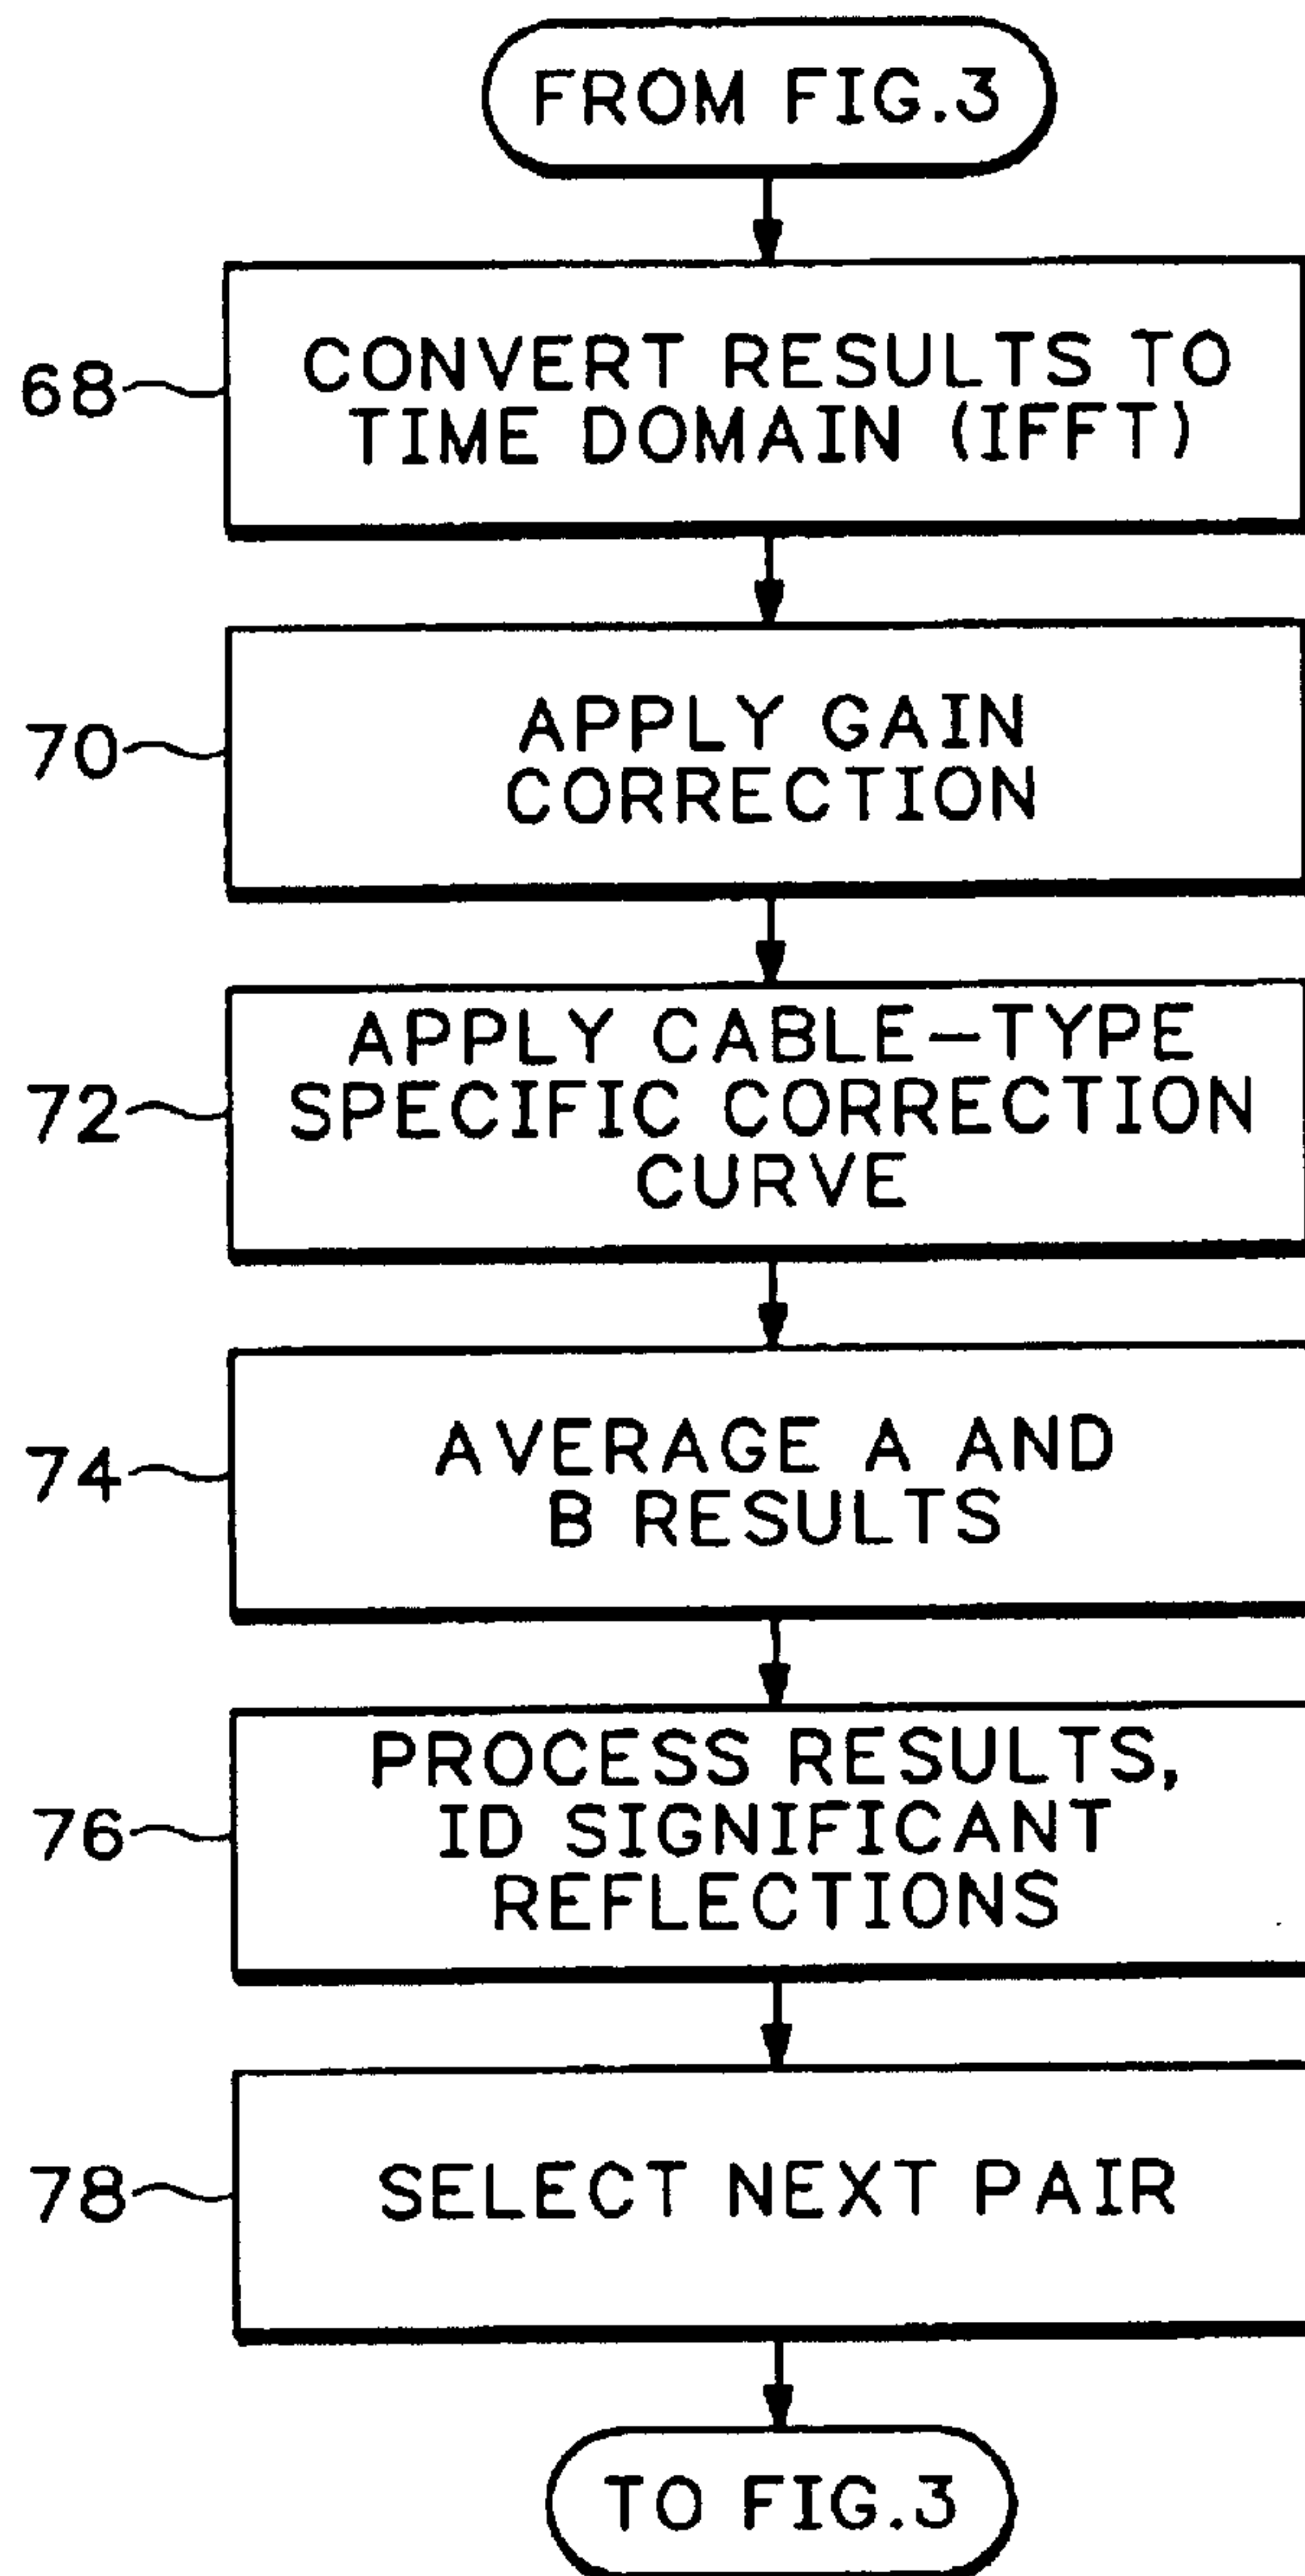 FROM FIG.3
68
CONVERT RESULTS TO
TIME DOMAIN (IFFT)
70
APPLY GAIN
CORRECTION
72
APPLY CABLE-TYPE
SPECIFIC CORRECTION
CURVE
74
AVERAGE A AND
B RESULTS
76
PROCESS RESULTS,
ID SIGNIFICANT
REFLECTIONS
78
SELECT NEXT PAIR
TO FIG.3